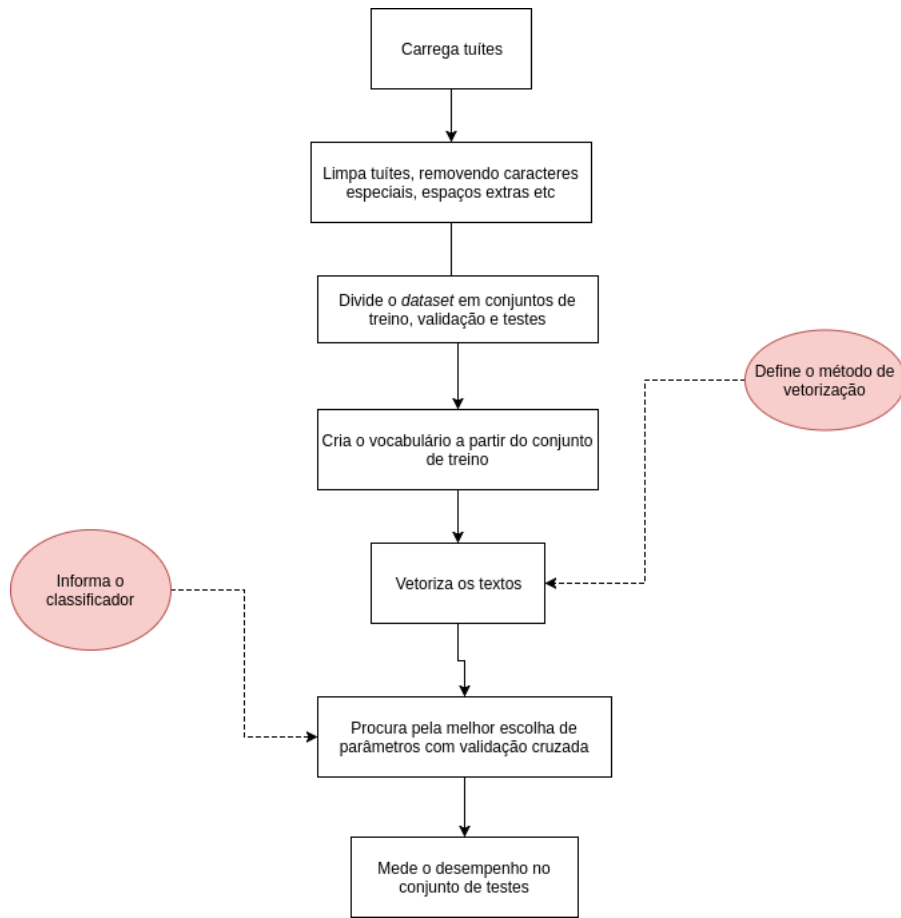 Carrega tuítes
Limpa tuítes, removendo caracteres
especiais, espaços extras etc
Divide o dataset em conjuntos de
treino, validação e testes
Define o método de
vetorização
Cria o vocabulário a partir do conjunto
de treino
Vetoriza os textos
Informa o
classificador
Procura pela melhor escolha de
parâmetros com validação cruzada
Mede o desempenho no
conjunto de testes